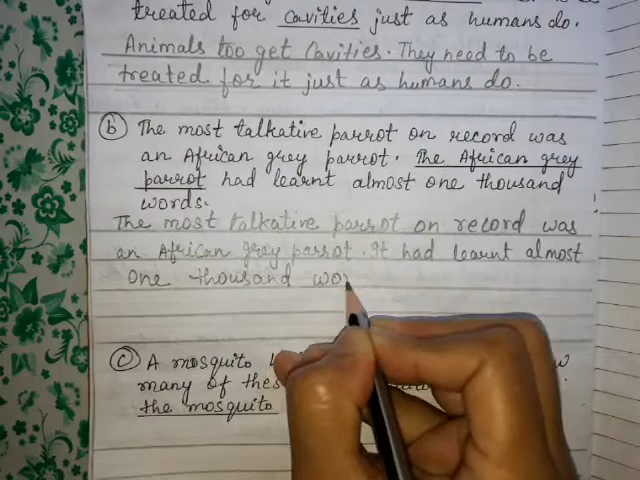 treated for cavities just as humans do.
Animals too get Cavities. They need to be
treated for it just as humans do.
(b) The most talkative parrot on record was
an African grey parrot. The African grey
parrot had learnt almost one thousand
words.
The most talkative parrot on record was
an African grey parrot. It had learnt almost
one thousand wo
(c) A mosquito
many of thes
the mosquito